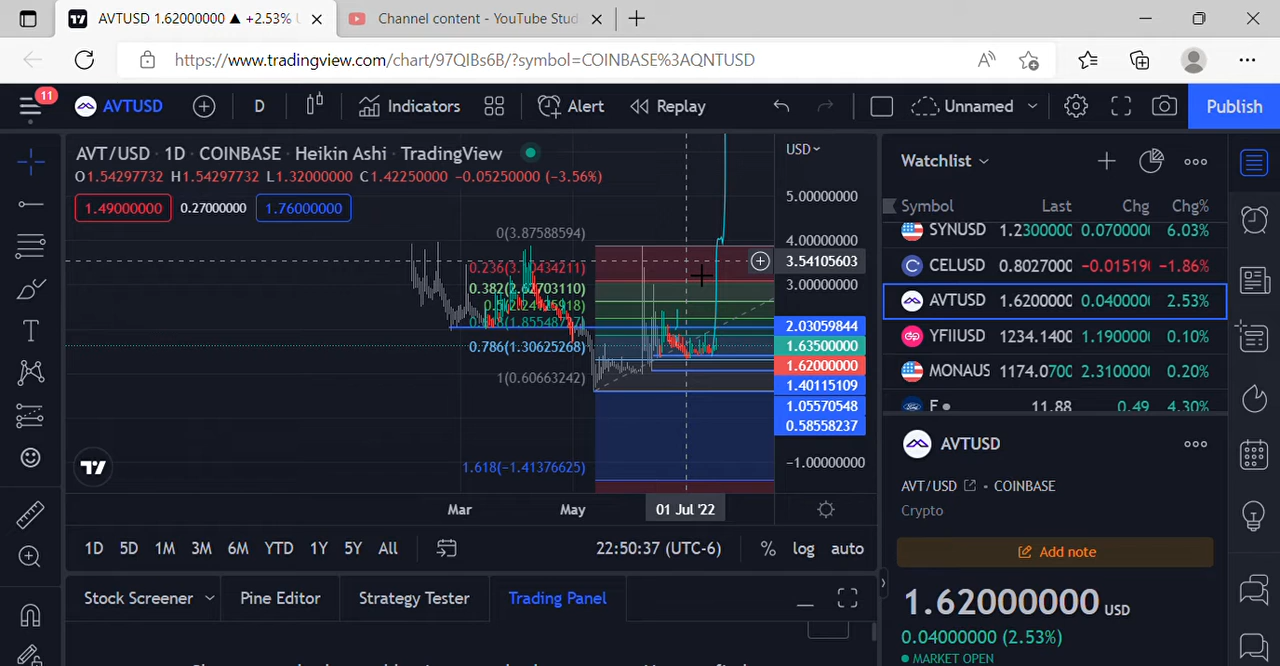 AVTUSD 1.62000000 ▲ +2.53%
Channel content - YouTube Stud
https://www.tradingview.com/chart/97QIBs6B/?symbol=COINBASE%3AQNTUSD
11
AVTUSD
D
Indicators
Alert
Replay
Unnamed
Publish
AVT/USD · 1D · COINBASE · Heikin Ashi · TradingView
O1.54297732 H1.54297732 L1.32000000 C1.42250000 −0.05250000 (−3.56%)
1.49000000
0.27000000
1.76000000
USD
5.00000000
4.00000000
3.54105603
3.00000000
2.03059844
1.63500000
1.62000000
1.40115109
1.05570548
0.58558237
−1.00000000
0(3.87588594)
0.382(2.62703110)
0.786(1.30625268)
1(0.60663242)
1.618(−1.41376625)
Mar
May
01 Jul '22
1D 5D 1M 3M 6M YTD 1Y 5Y All
22:50:37 (UTC-6)
% log auto
Stock Screener
Pine Editor
Strategy Tester
Trading Panel
Watchlist
Symbol Last Chg Chg%
SYNUSD 1.2300000 0.0700000 6.03%
CELUSD 0.8027000 −0.01519 −1.86%
AVTUSD 1.6200000 0.0400000 2.53%
YFIIUSD 1234.1400 1.1900000 0.10%
MONAUS 1174.0700 2.3100000 0.20%
F 11.88 0.49 4.30%
AVTUSD
AVT/USD · COINBASE
Crypto
Add note
1.62000000 USD
0.04000000 (2.53%)
MARKET OPEN